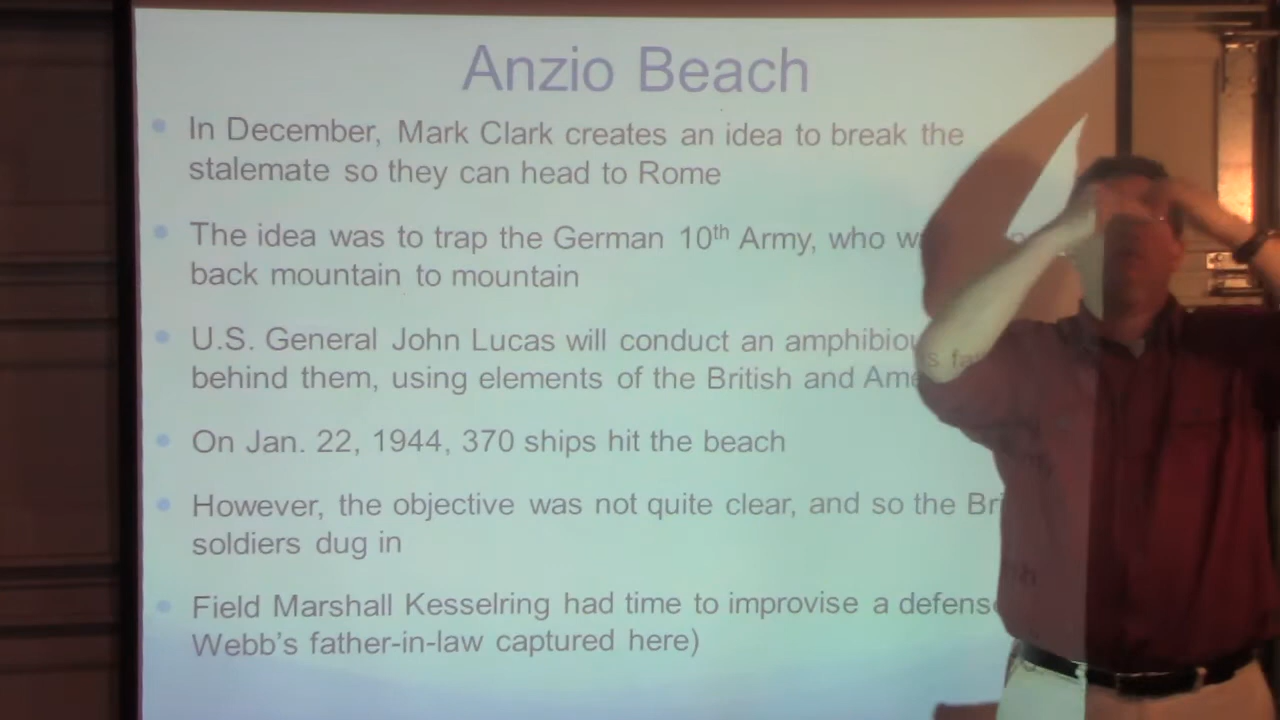 Anzio Beach
• In December, Mark Clark creates an idea to break the
stalemate so they can head to Rome
• The idea was to trap the German 10th Army, who
back mountain to mountain
• U.S. General John Lucas will conduct an
behind them, using elements of the British and
• On Jan. 22, 1944, 370 ships hit the beach
• However, the objective was not quite clear, and so the
soldiers dug in
• Field Marshall Kesselring had time to improvise a
Webb's father-in-law captured here)